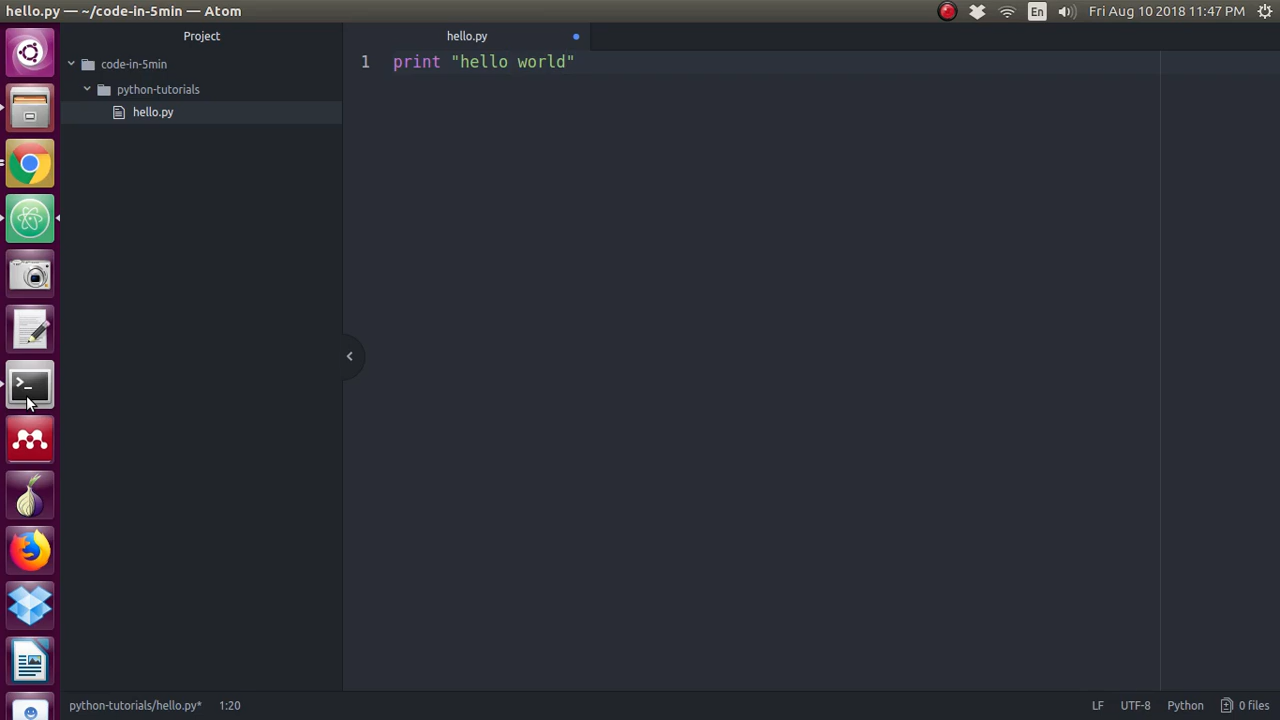 hello.py — ~/code-in-5min — Atom
En
Fri Aug 10 2018 11:47 PM
Project
hello.py
code-in-5min
python-tutorials
hello.py
1 print "hello world"
>_
python-tutorials/hello.py* 1:20
LF UTF-8 Python 0 files